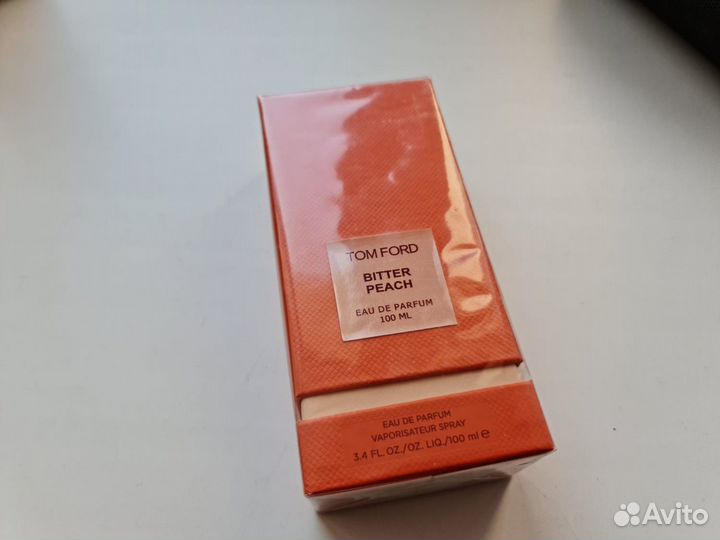 TOM FORD
BITTER
PEACH
EAU DE PARFUM
100 ML
EAU DE PARFUM
VAPORISATEUR SPRAY
3.4 FL. OZ./OZ. LIQ./100 ml ℮
Avito